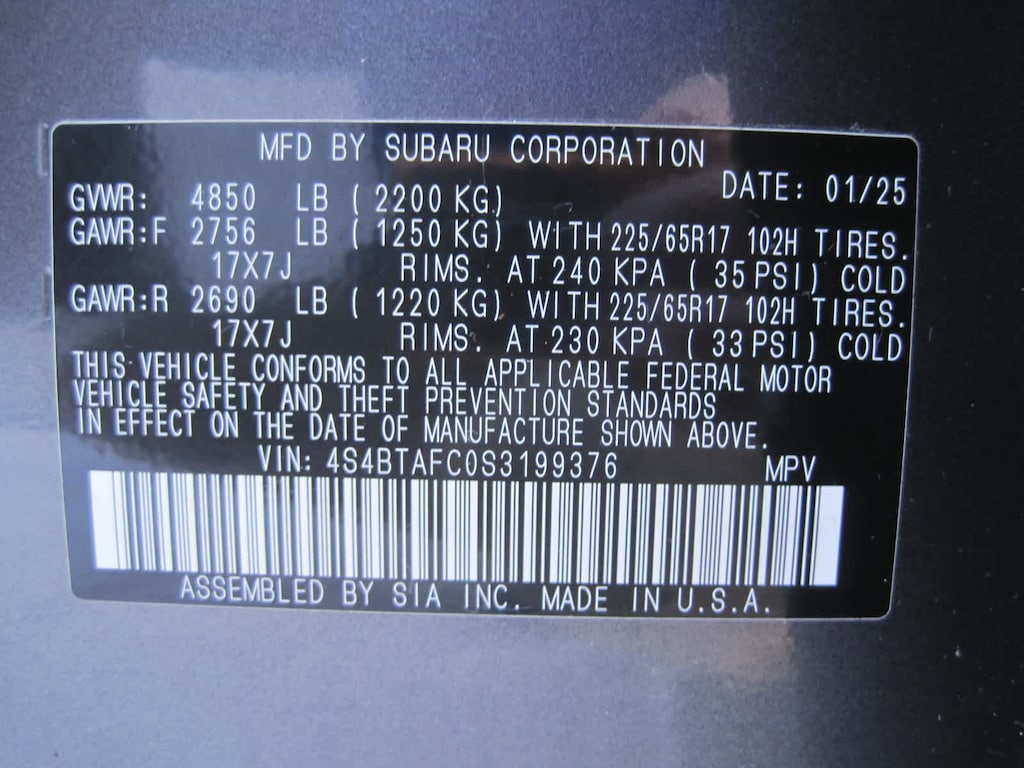 MFD BY SUBARU CORPORATION
DATE: 01/25
GVWR: 4850 LB ( 2200 KG)
GAWR:F 2756 LB ( 1250 KG) WITH 225/65R17 102H TIRES.
17X7J RIMS. AT 240 KPA ( 35 PSI) COLD
GAWR:R 2690 LB ( 1220 KG) WITH 225/65R17 102H TIRES.
17X7J RIMS. AT 230 KPA ( 33 PSI) COLD
THIS VEHICLE CONFORMS TO ALL APPLICABLE FEDERAL MOTOR
VEHICLE SAFETY AND THEFT PREVENTION STANDARDS
IN EFFECT ON THE DATE OF MANUFACTURE SHOWN ABOVE.
VIN: 4S4BTAFC0S3199376 MPV
ASSEMBLED BY SIA INC. MADE IN U.S.A.